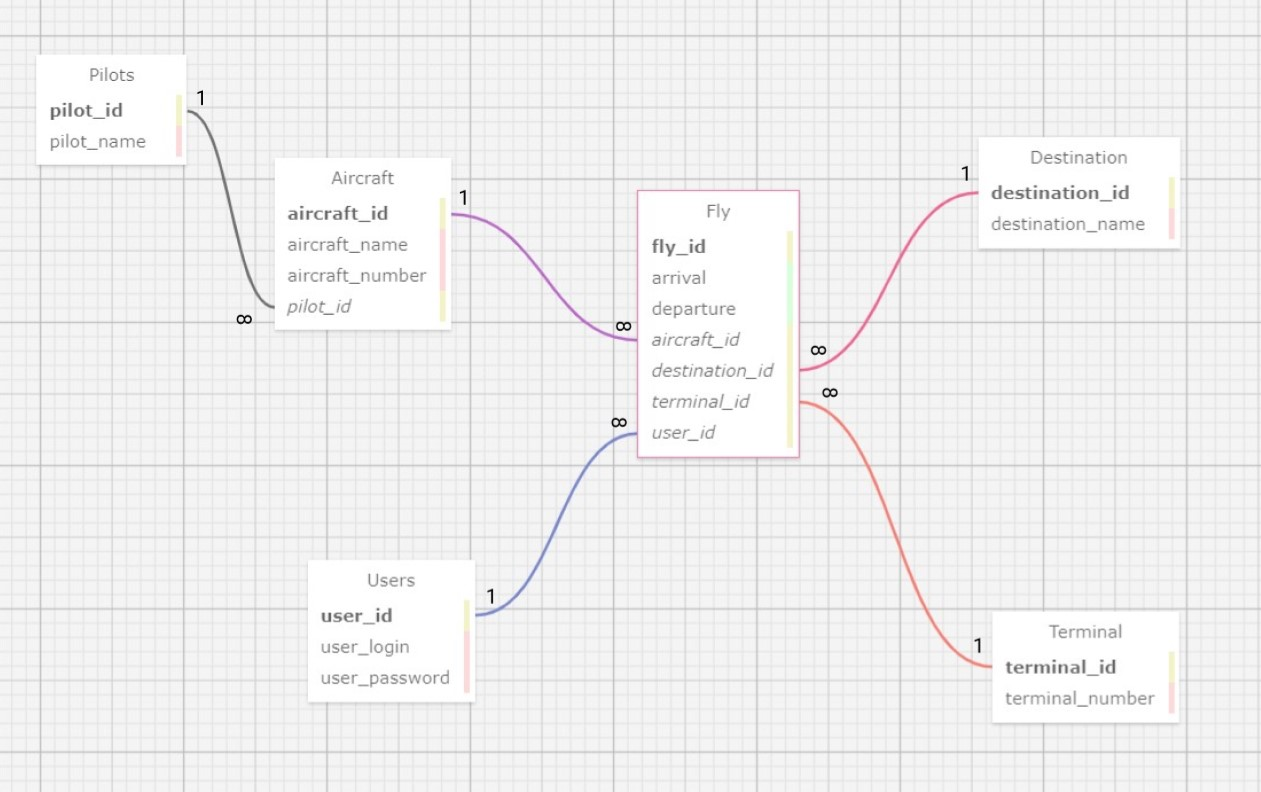 Pilots
pilot_id
pilot_name
1
∞
Aircraft
aircraft_id
aircraft_name
aircraft_number
pilot_id
1
∞
Fly
fly_id
arrival
departure
aircraft_id
destination_id
terminal_id
user_id
1
∞
Destination
destination_id
destination_name
∞
∞
Users
user_id
user_login
user_password
1
1
Terminal
terminal_id
terminal_number